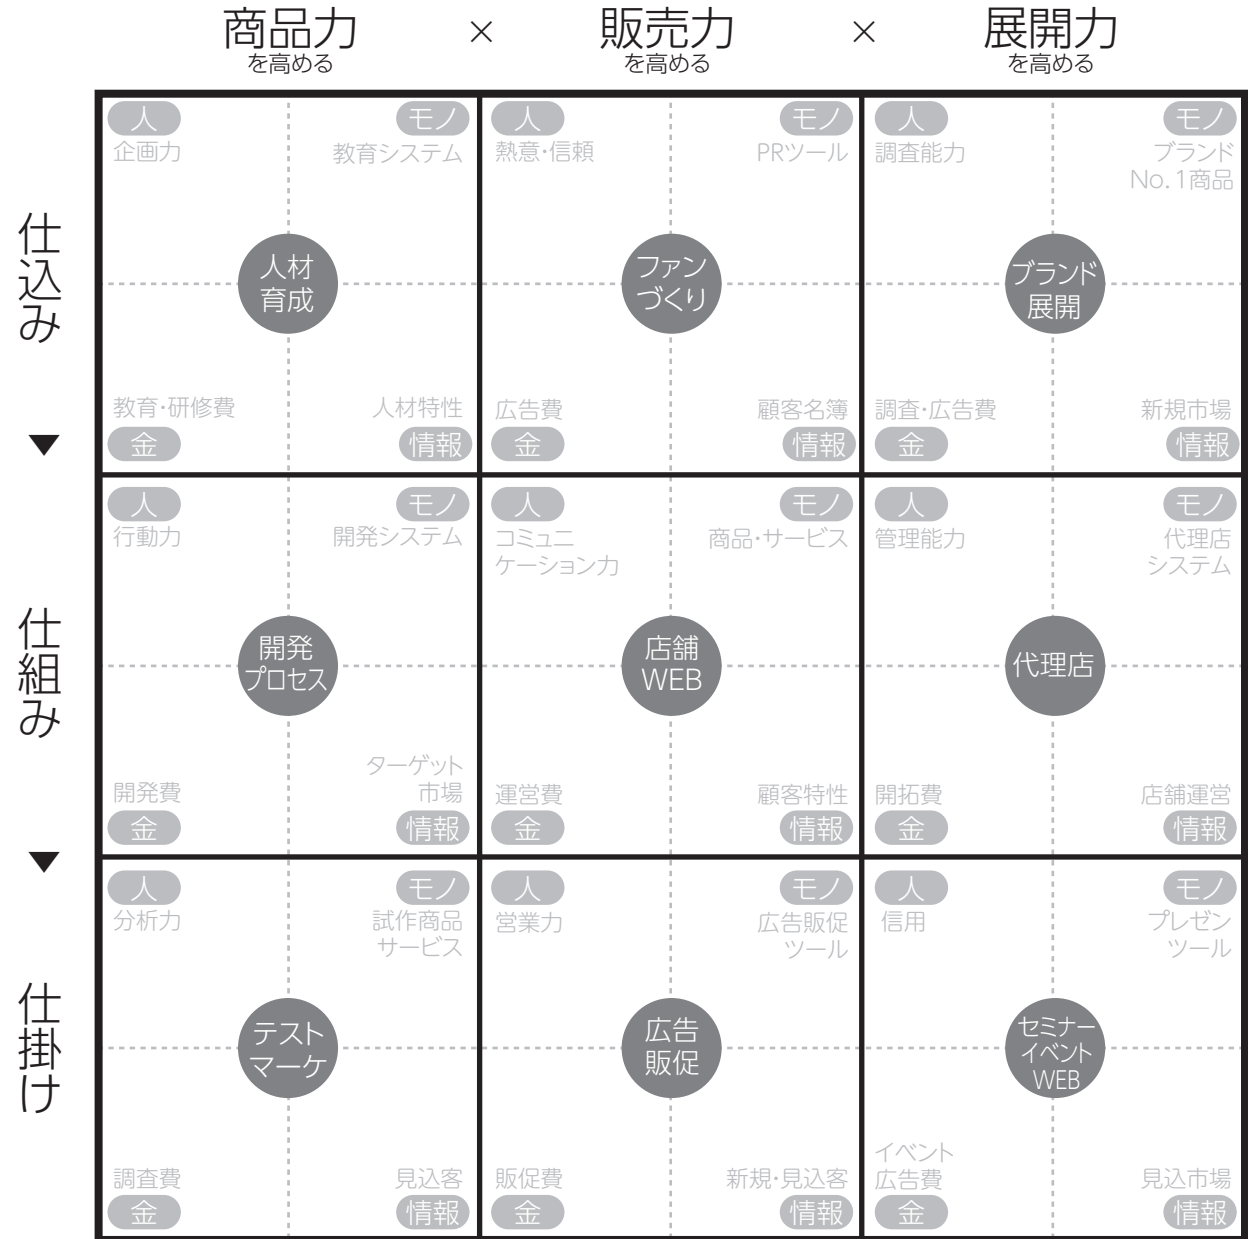 商品力
を高める
×
販売力
を高める
×
展開力
を高める
仕込み
▼
仕組み
▼
仕掛け
人
企画力
モノ
教育システム
人材
育成
教育・研修費
金
人材特性
情報
人
熱意・信頼
モノ
PRツール
ファン
づくり
広告費
金
顧客名簿
情報
人
調査能力
モノ
ブランド
No.1商品
ブランド
展開
調査・広告費
金
新規市場
情報
人
行動力
モノ
開発システム
開発
プロセス
開発費
金
ターゲット
市場
情報
人
コミュニ
ケーション力
モノ
商品・サービス
店舗
WEB
運営費
金
顧客特性
情報
人
管理能力
モノ
代理店
システム
代理店
開拓費
金
店舗運営
情報
人
分析力
モノ
試作商品
サービス
テスト
マーケ
調査費
金
見込客
情報
人
営業力
モノ
広告販促
ツール
広告
販促
販促費
金
新規・見込客
情報
人
信用
モノ
プレゼン
ツール
セミナー
イベント
WEB
イベント
広告費
金
見込市場
情報